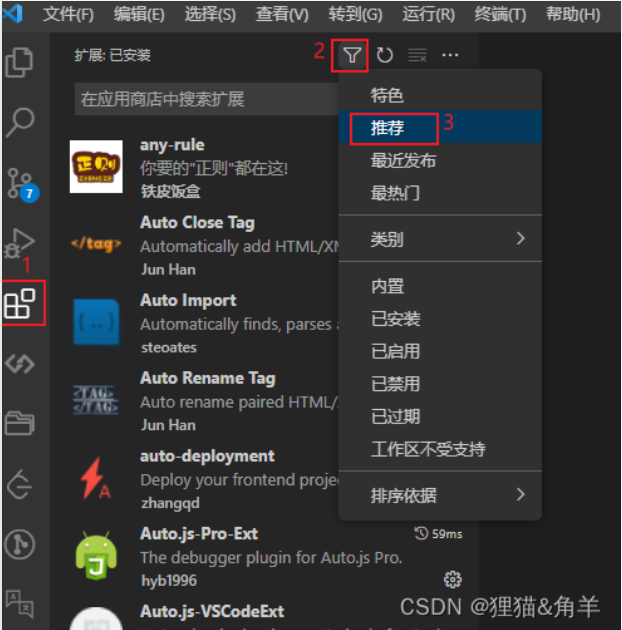 文件(F) 编辑(E) 选择(S) 查看(V) 转到(G) 运行(R) 终端(T) 帮助(H)
扩展: 已安装
2
在应用商店中搜索扩展
特色
推荐
3
最近发布
最热门
类别
内置
已安装
已启用
已禁用
已过期
工作区不受支持
排序依据
any-rule
你要的"正则"都在这!
铁皮饭盒
正则
ZHENGZE
Auto Close Tag
Automatically add HTML/XM
Jun Han
</tag>
Auto Import
Automatically finds, parses a
steoates
{..}
Auto Rename Tag
Auto rename paired HTML/
Jun Han
<TAG>
</TAG>
auto-deployment
Deploy your frontend proje
zhangqd
Auto.js-Pro-Ext
59ms
The debugger plugin for Auto.js Pro.
hyb1996
Auto.js-VSCodeExt
7
1
CSDN @狸猫&角羊